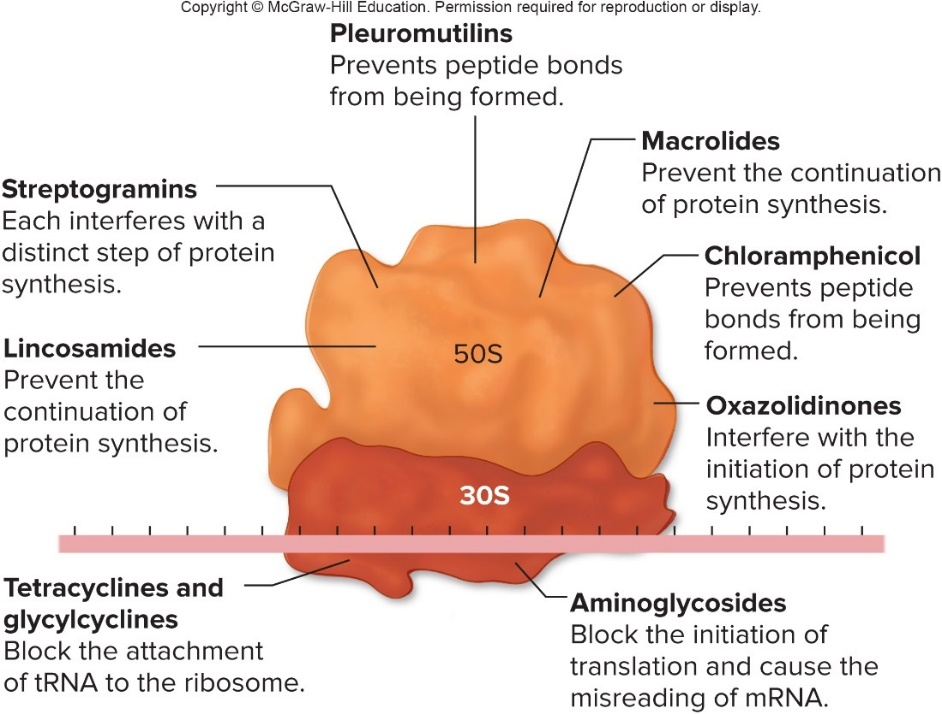 Copyright © McGraw-Hill Education. Permission required for reproduction or display.
Pleuromutilins
Prevents peptide bonds
from being formed.
Macrolides
Prevent the continuation
of protein synthesis.
Streptogramins
Each interferes with a
distinct step of protein
synthesis.
Chloramphenicol
Prevents peptide
bonds from being
formed.
Lincosamides
Prevent the
continuation of
protein synthesis.
50S
Oxazolidinones
Interfere with the
initiation of protein
synthesis.
30S
Tetracyclines and
glycylcyclines
Block the attachment
of tRNA to the ribosome.
Aminoglycosides
Block the initiation of
translation and cause the
misreading of mRNA.